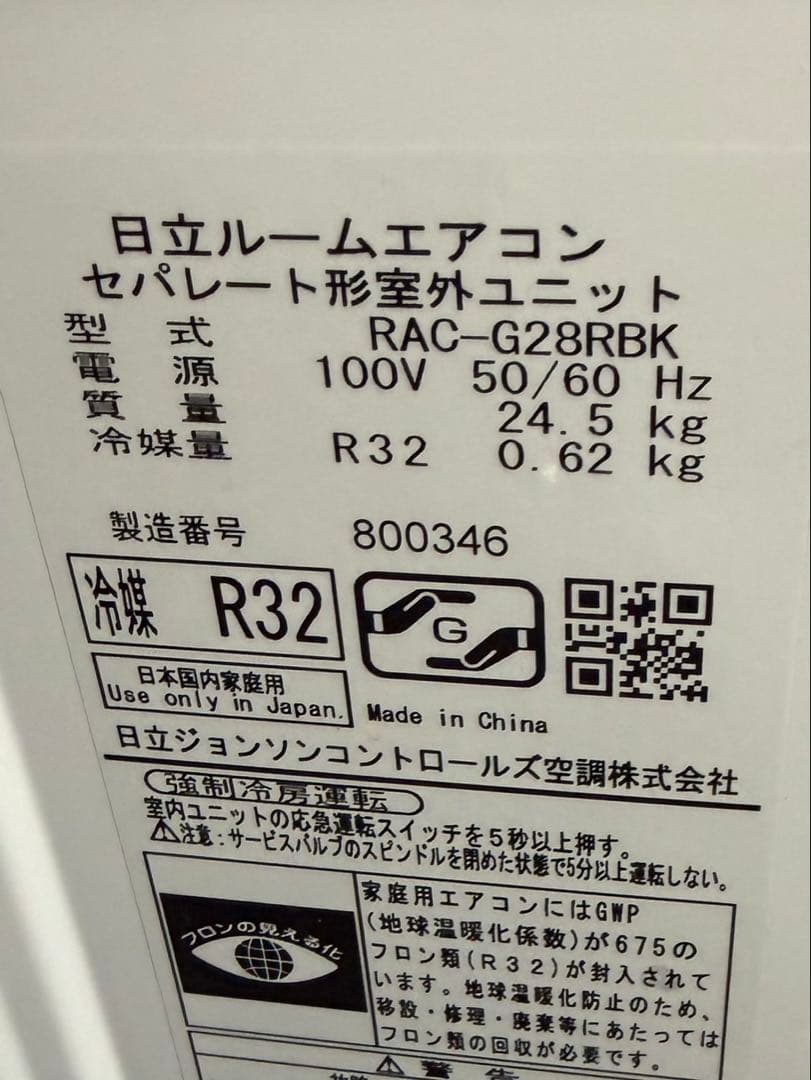 日立ルームエアコン
セパレート形室外ユニット
型 式 RAC-G28RBK
電 源 100V 50/60 Hz
質 量 24.5 kg
冷媒量 R32 0.62 kg
製造番号 800346
冷媒 R32
G
日本国内家庭用
Use only in Japan.
Made in China
日立ジョンソンコントロールズ空調株式会社
強制冷房運転
室内ユニットの応急運転スイッチを5秒以上押す。
⚠注意:サービスバルブのスピンドルを閉めた状態で5分以上運転しない。
フロンの見える化
家庭用エアコンにはGWP
(地球温暖化係数)が675の
フロン類(R32)が封入されて
います。地球温暖化防止のため、
移設・修理・廃棄等にあたっては
フロン類の回収が必要です。
⚠警告